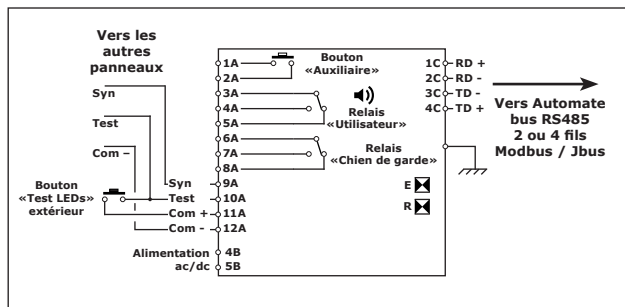 Vers les
autres
panneaux
Syn
Test
Com –
Bouton
«Test LEDs»
extérieur
Syn
Test
Com +
Com -
Alimentation
ac/dc
1A
2A
3A
4A
5A
6A
7A
8A
9A
10A
11A
12A
4B
5B
Bouton
«Auxiliaire»
Relais
«Utilisateur»
Relais
«Chien de garde»
E
R
1C RD +
2C RD -
3C TD -
4C TD +
Vers Automate
bus RS485
2 ou 4 fils
Modbus / Jbus